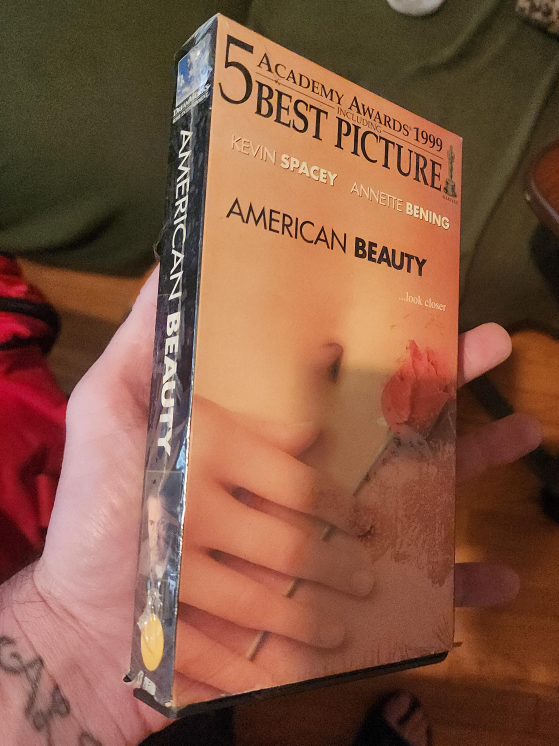 5 ACADEMY AWARDS® 1999
INCLUDING
BEST PICTURE
KEVIN SPACEY ANNETTE BENING
AMERICAN BEAUTY
...look closer
AMERICAN BEAUTY